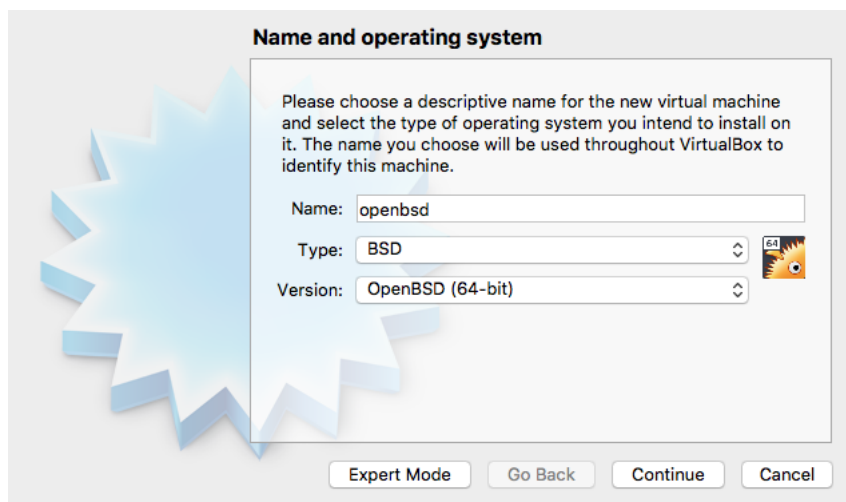 Name and operating system
Please choose a descriptive name for the new virtual machine
and select the type of operating system you intend to install on
it. The name you choose will be used throughout VirtualBox to
identify this machine.
Name: openbsd
Type: BSD
64
Version: OpenBSD (64-bit)
Expert Mode Go Back Continue Cancel